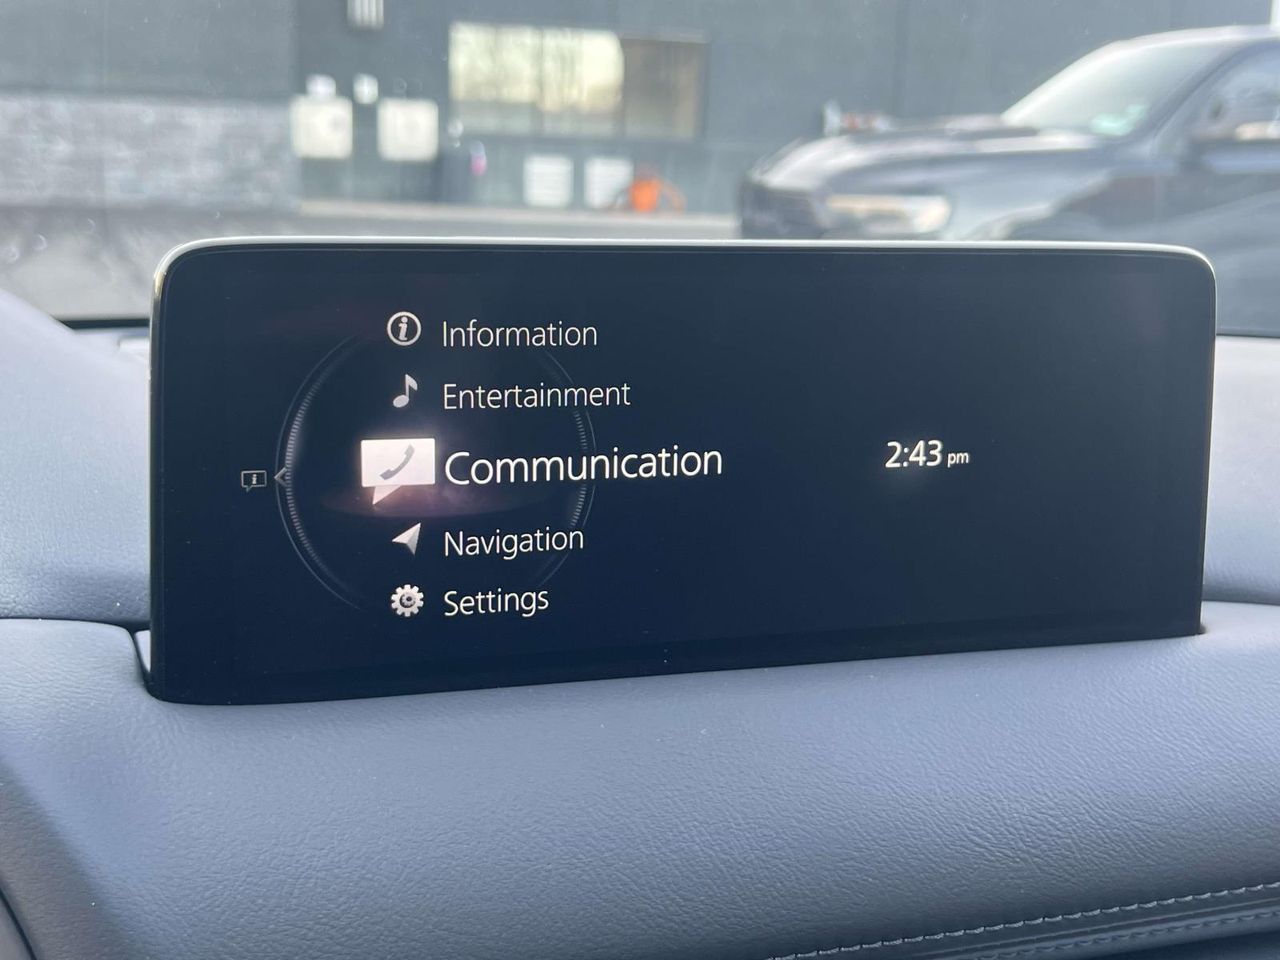 Information
Entertainment
Communication
2:43 pm
Navigation
Settings